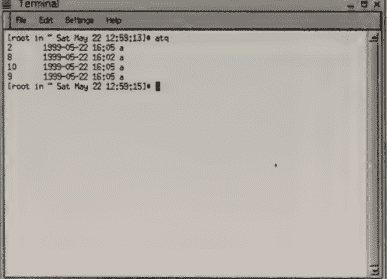 Terminal
File Edit Settings Help
[root in ~ Sat May 22 12:59:13]# atq
2 1999-05-22 16:05 a
8 1999-05-22 16:02 a
10 1999-05-22 16:05 a
9 1999-05-22 16:05 a
[root in ~ Sat May 22 12:59:15]#